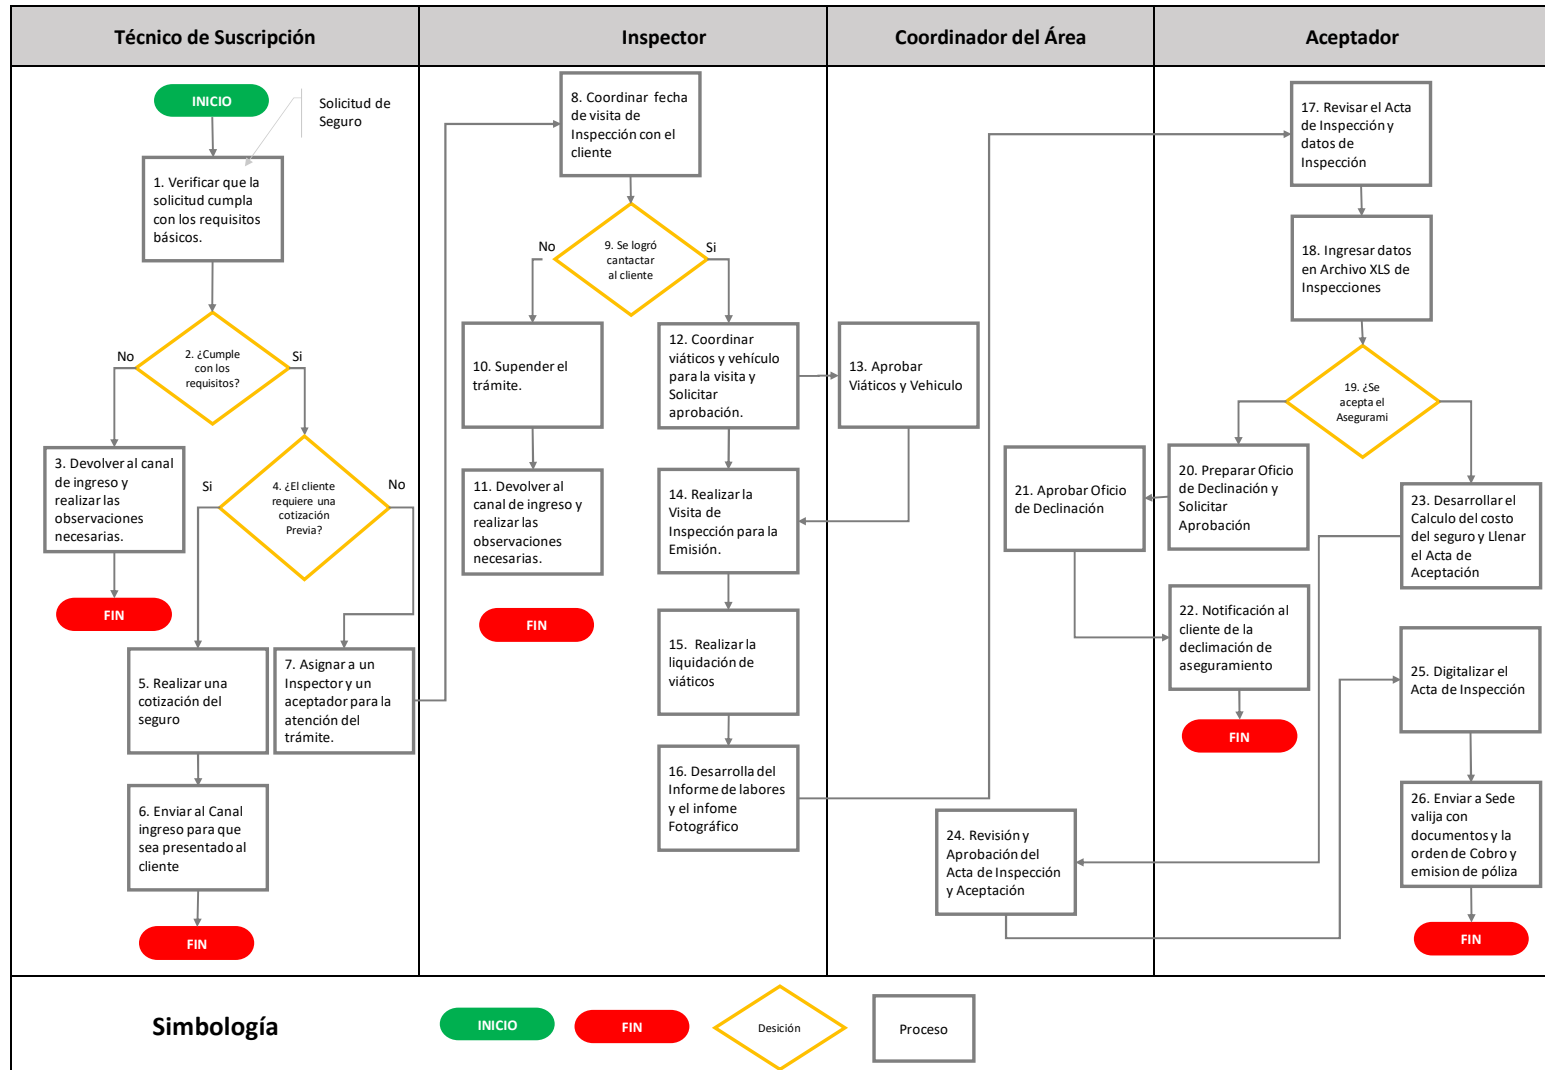 Técnico de Suscripción
Inspector
Coordinador del Área
Aceptador
INICIO
Solicitud de
Seguro
1. Verificar que la
solicitud cumpla
con los requisitos
básicos.
2. ¿Cumple
con los
requisitos?
No
Si
3. Devolver al canal
de ingreso y
realizar las
observaciones
necesarias.
FIN
4. ¿El cliente
requiere una
cotización
Previa?
Si
No
5. Realizar una
cotización del
seguro
6. Enviar al Canal
ingreso para que
sea presentado al
cliente
FIN
7. Asignar a un
Inspector y un
aceptador para la
atención del
trámite.
8. Coordinar fecha
de visita de
Inspección con el
cliente
9. Se logró
cantactar
al cliente
No
Si
10. Supender el
trámite.
11. Devolver al
canal de ingreso y
realizar las
observaciones
necesarias.
FIN
12. Coordinar
viáticos y vehículo
para la visita y
Solicitar
aprobación.
13. Aprobar
Viáticos y Vehiculo
14. Realizar la
Visita de
Inspección para la
Emisión.
15. Realizar la
liquidación de
viáticos
16. Desarrolla del
Informe de labores
y el infome
Fotográfico
17. Revisar el Acta
de Inspección y
datos de
Inspección
18. Ingresar datos
en Archivo XLS de
Inspecciones
19. ¿Se
acepta el
Asegurami
20. Preparar Oficio
de Declinación y
Solicitar
Aprobación
21. Aprobar Oficio
de Declinación
22. Notificación al
cliente de la
declimación de
aseguramiento
FIN
23. Desarrollar el
Calculo del costo
del seguro y Llenar
el Acta de
Aceptación
24. Revisión y
Aprobación del
Acta de Inspección
y Aceptación
25. Digitalizar el
Acta de Inspección
26. Enviar a Sede
valija con
documentos y la
orden de Cobro y
emision de póliza
FIN
Simbología
INICIO
FIN
Desición
Proceso